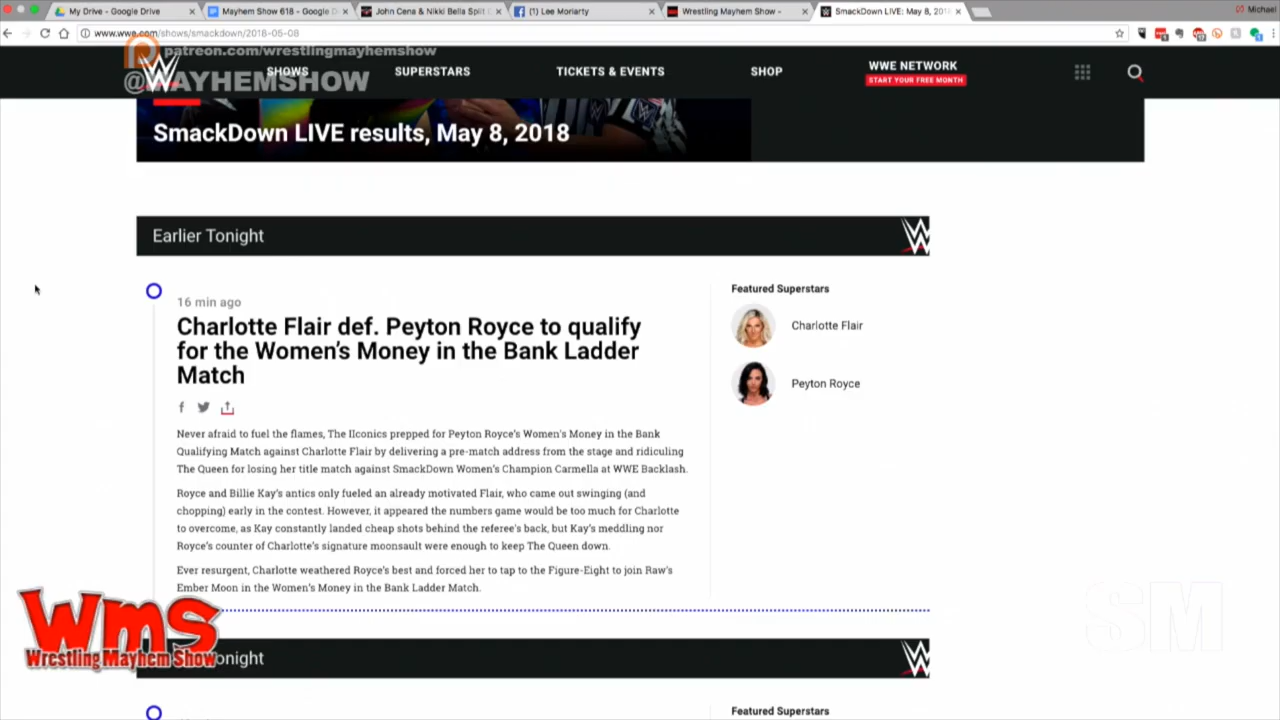 My Drive - Google Drive
Mayhem Show 618 - Google D
John Cena & Nikki Bella Split
(1) Lee Moriarty
Wrestling Mayhem Show -
SmackDown LIVE: May 8, 201
Michael
www.wwe.com/shows/smackdown/2018-05-08
patreon.com/wrestlingmayhemshow
@MAYHEMSHOW
SHOWS
SUPERSTARS
TICKETS & EVENTS
SHOP
WWE NETWORK
START YOUR FREE MONTH
SmackDown LIVE results, May 8, 2018
Earlier Tonight
16 min ago
Charlotte Flair def. Peyton Royce to qualify
for the Women's Money in the Bank Ladder
Match
Never afraid to fuel the flames, The IIconics prepped for Peyton Royce's Women's Money in the Bank
Qualifying Match against Charlotte Flair by delivering a pre-match address from the stage and ridiculing
The Queen for losing her title match against SmackDown Women's Champion Carmella at WWE Backlash.
Royce and Billie Kay's antics only fueled an already motivated Flair, who came out swinging (and
chopping) early in the contest. However, it appeared the numbers game would be too much for Charlotte
to overcome, as Kay constantly landed cheap shots behind the referee's back, but Kay's meddling nor
Royce's counter of Charlotte's signature moonsault were enough to keep The Queen down.
Ever resurgent, Charlotte weathered Royce's best and forced her to tap to the Figure-Eight to join Raw's
Ember Moon in the Women's Money in the Bank Ladder Match.
Featured Superstars
Charlotte Flair
Peyton Royce
WMS
Wrestling Mayhem Show
onight
SM
Featured Superstars